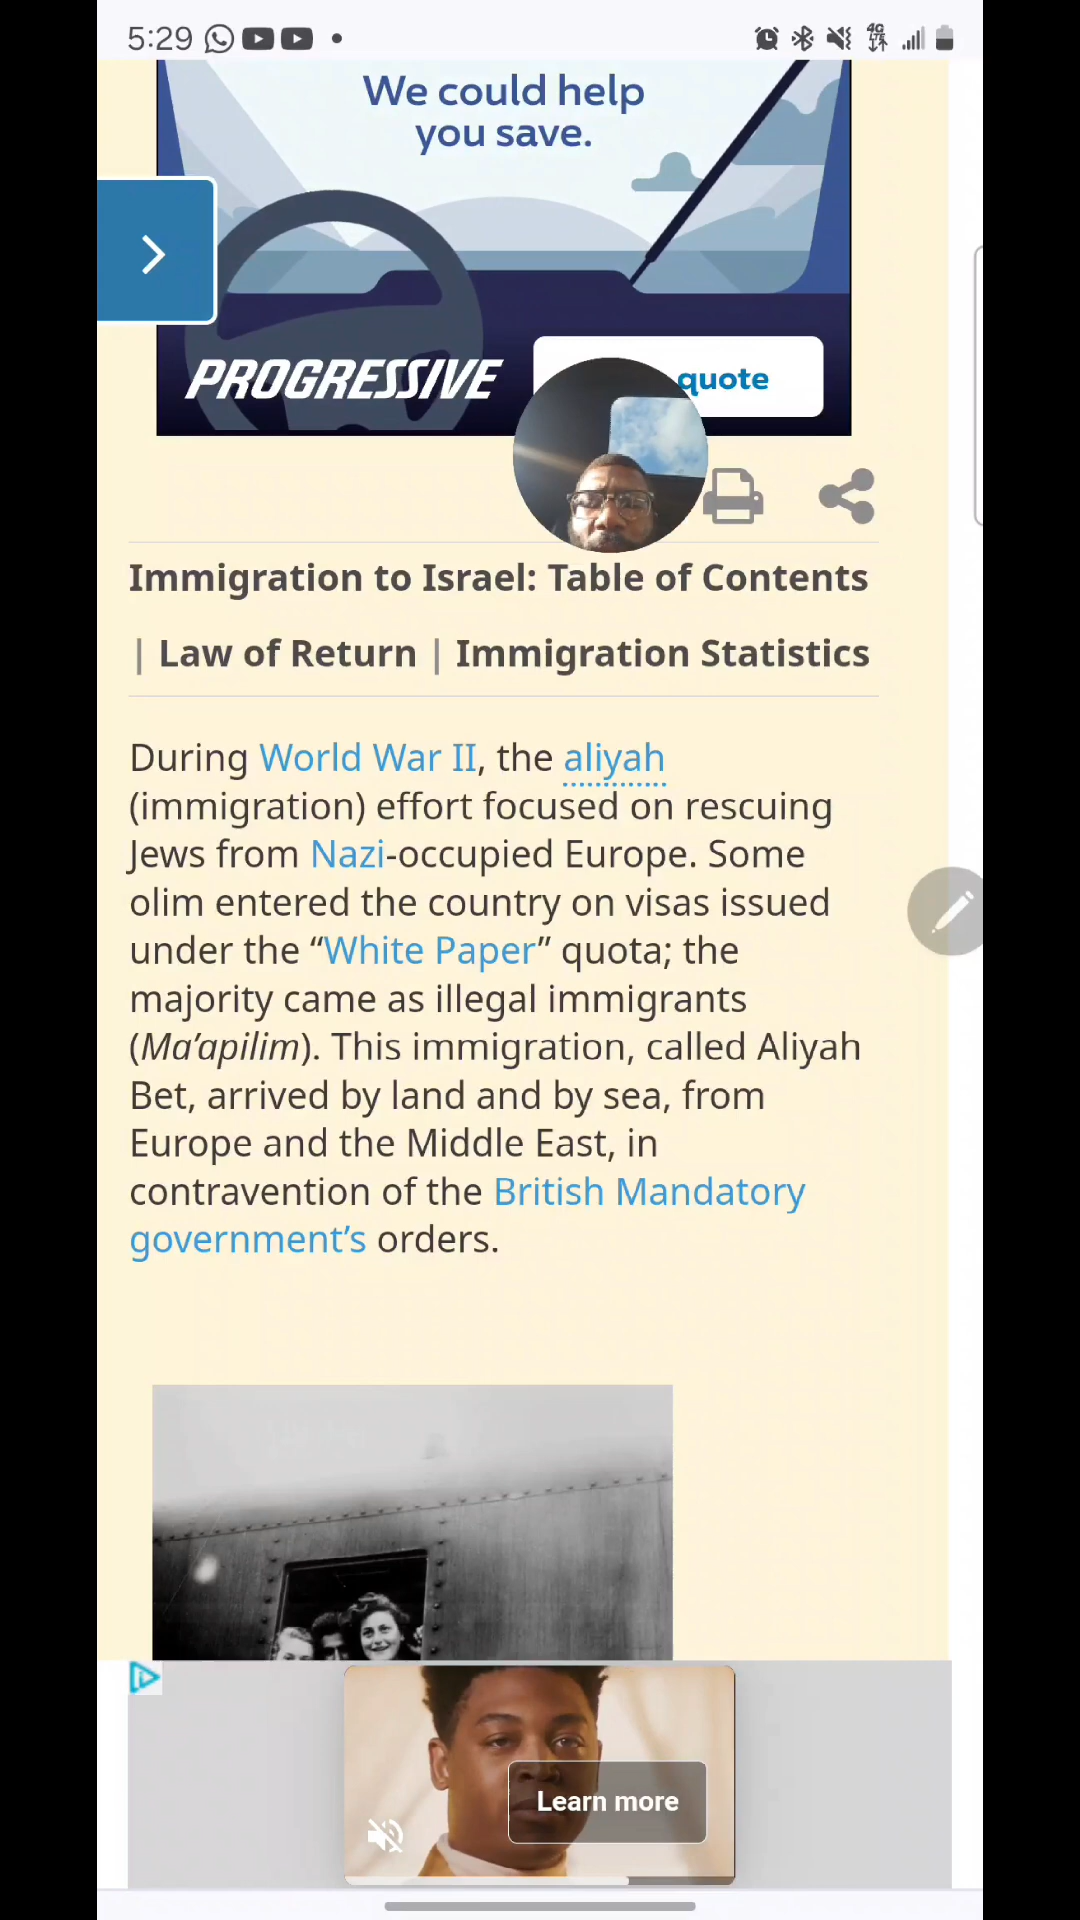 5:29
4G
LTE
We could help
you save.
PROGRESSIVE
quote
Immigration to Israel: Table of Contents
| Law of Return | Immigration Statistics
During World War II, the aliyah
(immigration) effort focused on rescuing
Jews from Nazi-occupied Europe. Some
olim entered the country on visas issued
under the “White Paper” quota; the
majority came as illegal immigrants
(Ma’apilim). This immigration, called Aliyah
Bet, arrived by land and by sea, from
Europe and the Middle East, in
contravention of the British Mandatory
government’s orders.
Learn more